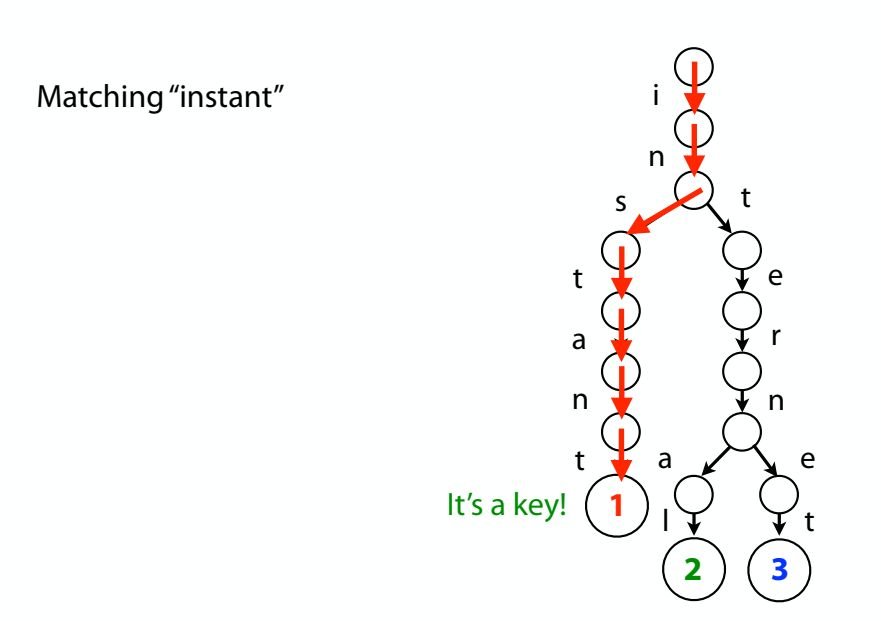 Matching “instant”
i
n
s t
t e
a r
n n
t a e
It’s a key! 1 l t
2 3